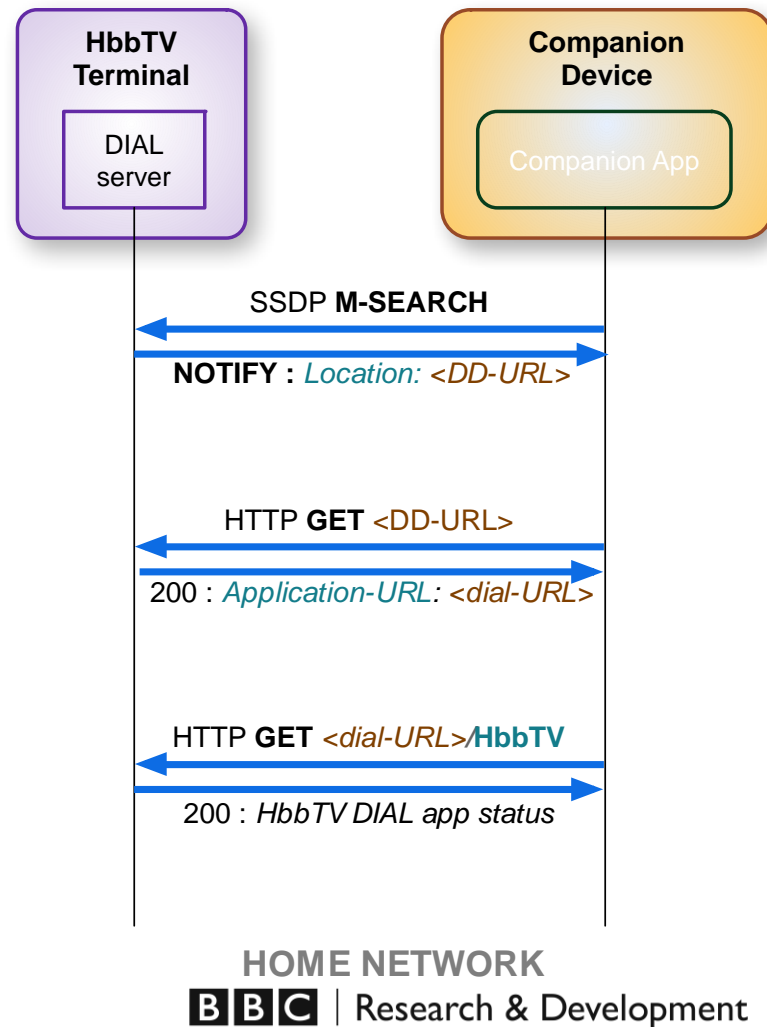 HbbTV
Terminal
DIAL
server
Companion
Device
Companion App
SSDP M-SEARCH
NOTIFY : Location: <DD-URL>
HTTP GET <DD-URL>
200 : Application-URL: <dial-URL>
HTTP GET <dial-URL>/HbbTV
200 : HbbTV DIAL app status
HOME NETWORK
BBC | Research & Development